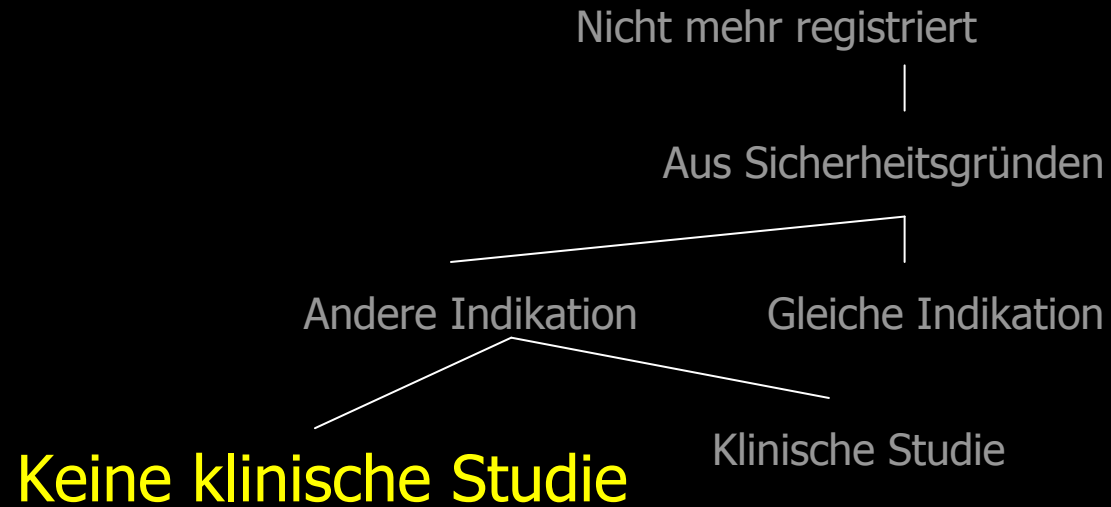 Nicht mehr registriert
Aus Sicherheitsgründen
Andere Indikation
Gleiche Indikation
Keine klinische Studie
Klinische Studie